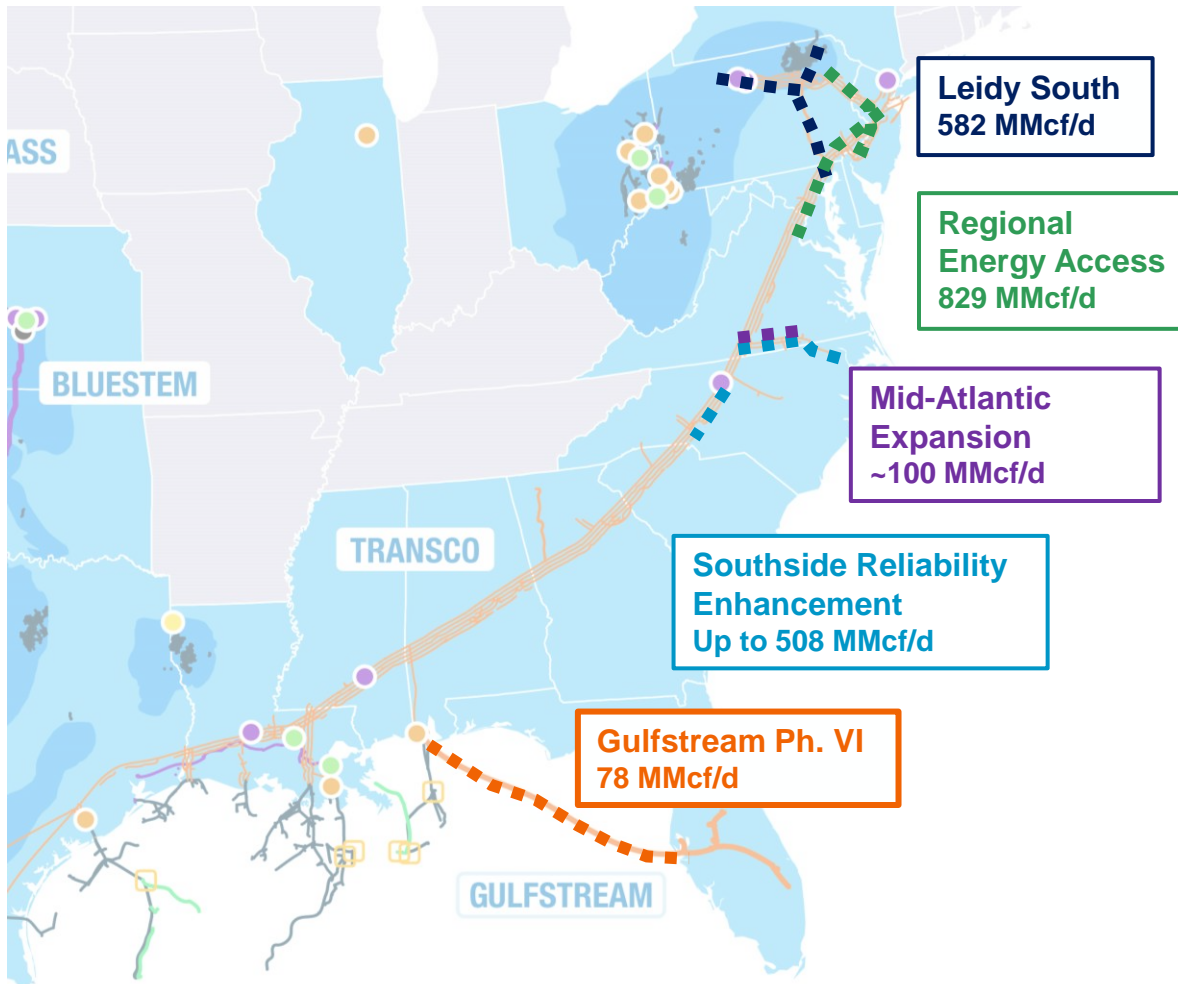 Leidy South
582 MMcf/d
ASS
Regional
Energy Access
829 MMcf/d
BLUESTEM
Mid-Atlantic
Expansion
~100 MMcf/d
TRANSCO
Southside Reliability
Enhancement
Up to 508 MMcf/d
Gulfstream Ph. VI
78 MMcf/d
GULFSTREAM